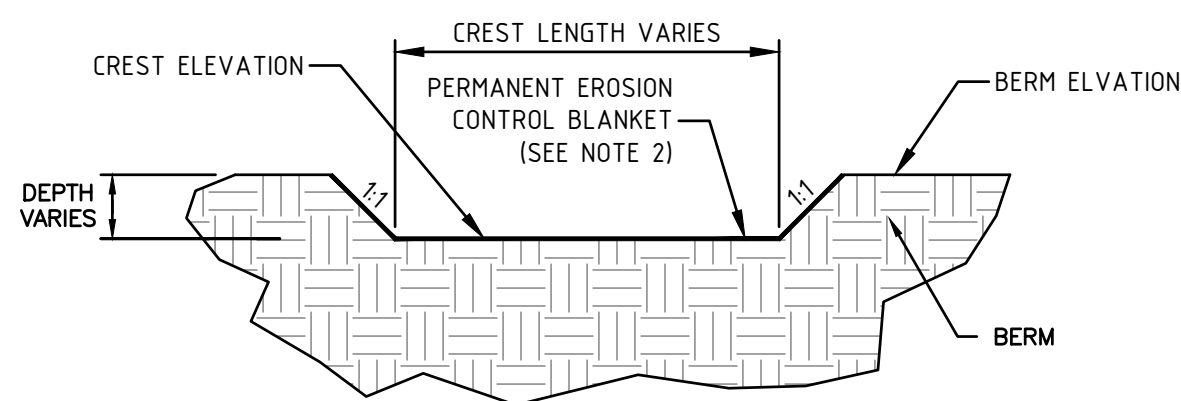 CREST LENGTH VARIES
CREST ELEVATION
PERMANENT EROSION
CONTROL BLANKET
(SEE NOTE 2)
BERM ELVATION
DEPTH
VARIES
1:1
1:1
BERM